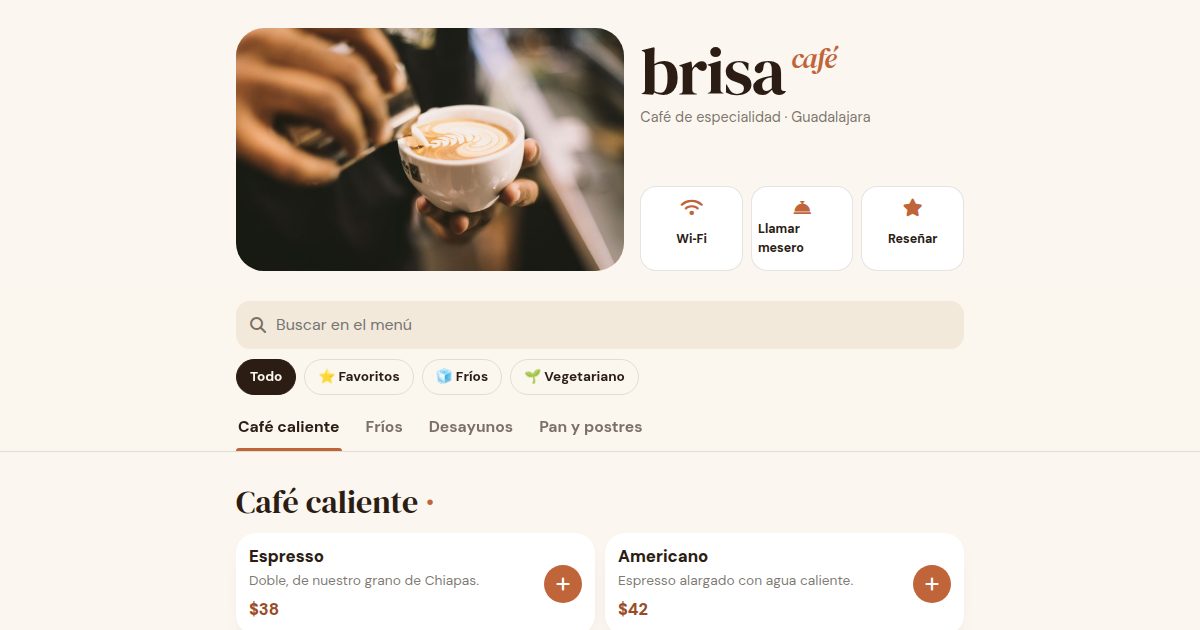 brisa café
Café de especialidad · Guadalajara
Wi-Fi
Llamar
mesero
Reseñar
Buscar en el menú
Todo
⭐ Favoritos
🧊 Fríos
🌱 Vegetariano
Café caliente
Fríos
Desayunos
Pan y postres
Café caliente ·
Espresso
Doble, de nuestro grano de Chiapas.
$38
+
Americano
Espresso alargado con agua caliente.
$42
+